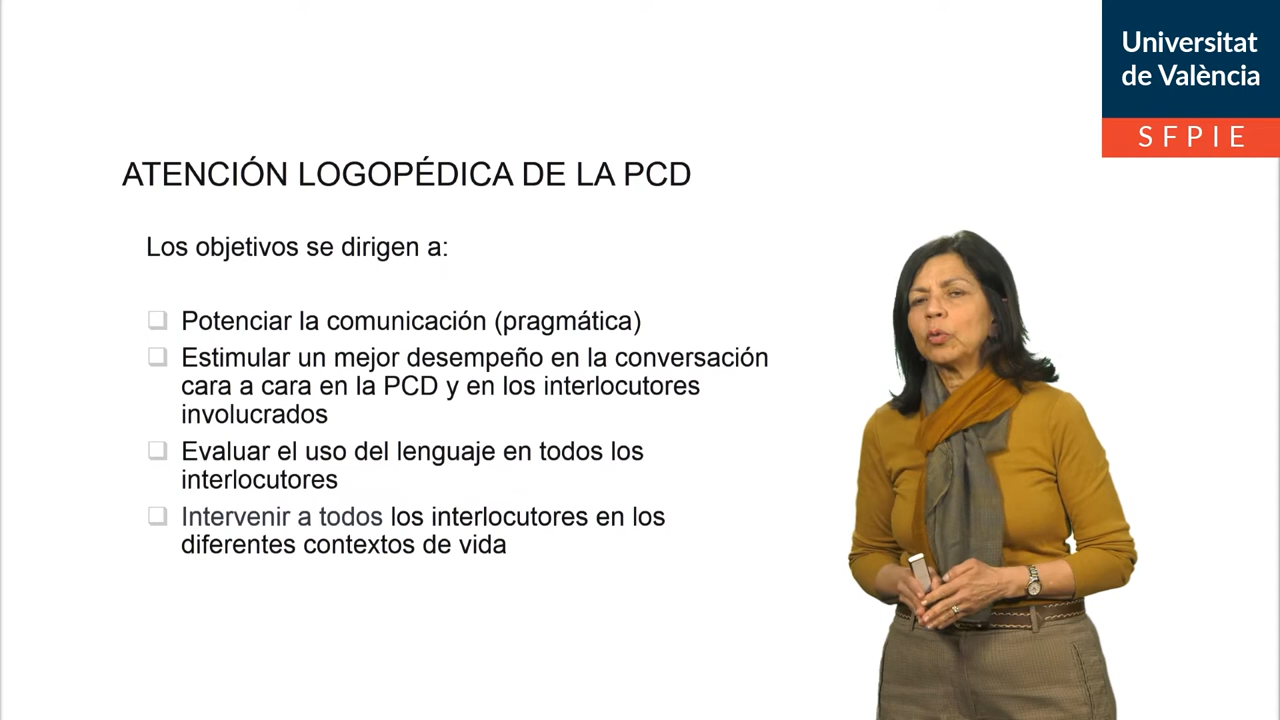 Universitat
de València
SFPIE
ATENCIÓN LOGOPÉDICA DE LA PCD
Los objetivos se dirigen a:
Potenciar la comunicación (pragmática)
Estimular un mejor desempeño en la conversación
cara a cara en la PCD y en los interlocutores
involucrados
Evaluar el uso del lenguaje en todos los
interlocutores
Intervenir a todos los interlocutores en los
diferentes contextos de vida